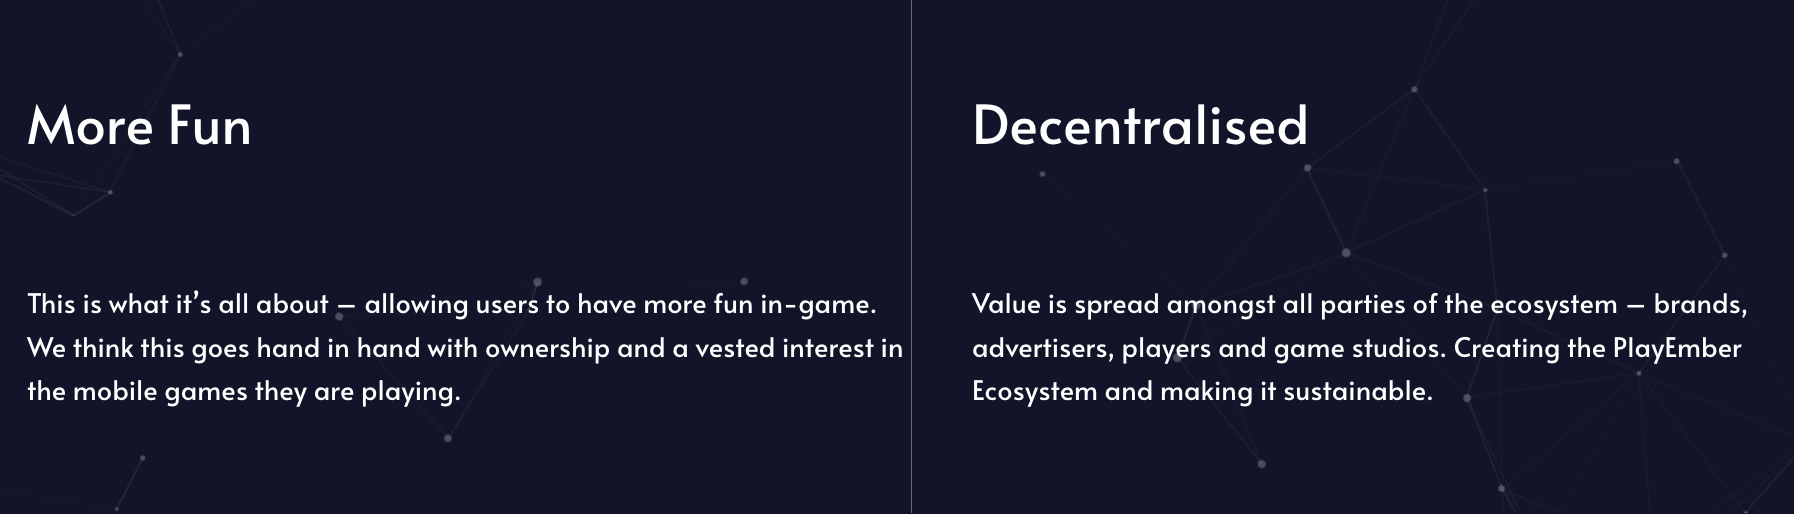 More Fun
This is what it’s all about – allowing users to have more fun in-game.
We think this goes hand in hand with ownership and a vested interest in
the mobile games they are playing.
Decentralised
Value is spread amongst all parties of the ecosystem – brands,
advertisers, players and game studios. Creating the PlayEmber
Ecosystem and making it sustainable.